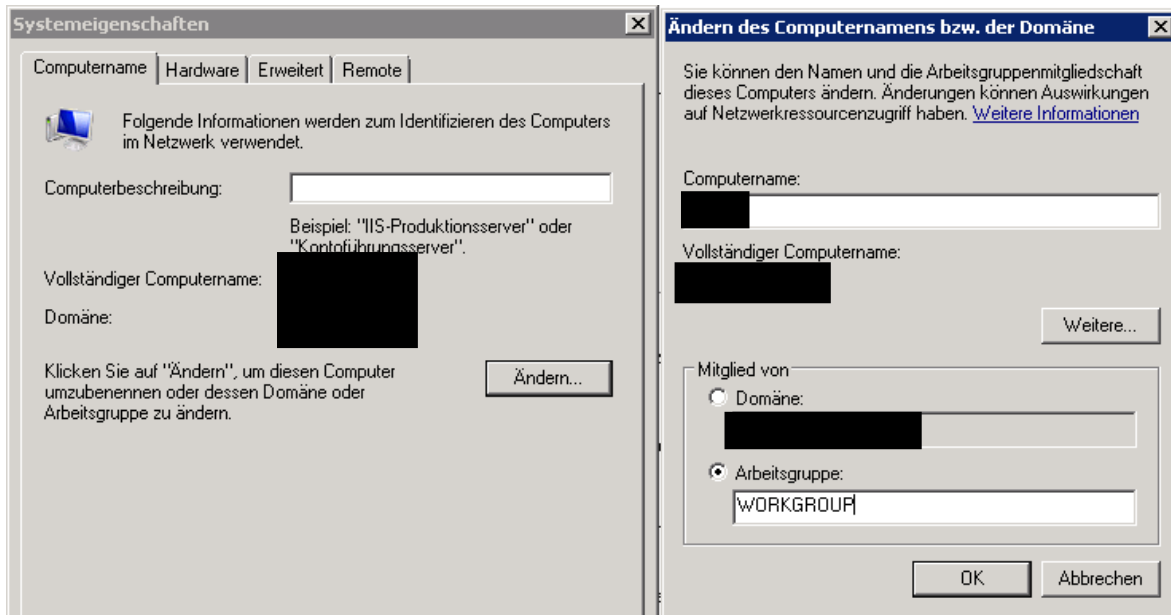 Systemeigenschaften
Computername
Hardware
Erweitert
Remote
Folgende Informationen werden zum Identifizieren des Computers
im Netzwerk verwendet.
Computerbeschreibung:
Beispiel: "IIS-Produktionsserver" oder
"Kontoführungsserver".
Vollständiger Computername:
Domäne:
Klicken Sie auf "Ändern", um diesen Computer
umzubenennen oder dessen Domäne oder
Arbeitsgruppe zu ändern.
Ändern...
Ändern des Computernamens bzw. der Domäne
Sie können den Namen und die Arbeitsgruppenmitgliedschaft
dieses Computers ändern. Änderungen können Auswirkungen
auf Netzwerkressourcenzugriff haben. Weitere Informationen
Computername:
Vollständiger Computername:
Weitere...
Mitglied von
Domäne:
Arbeitsgruppe:
WORKGROUP
OK
Abbrechen